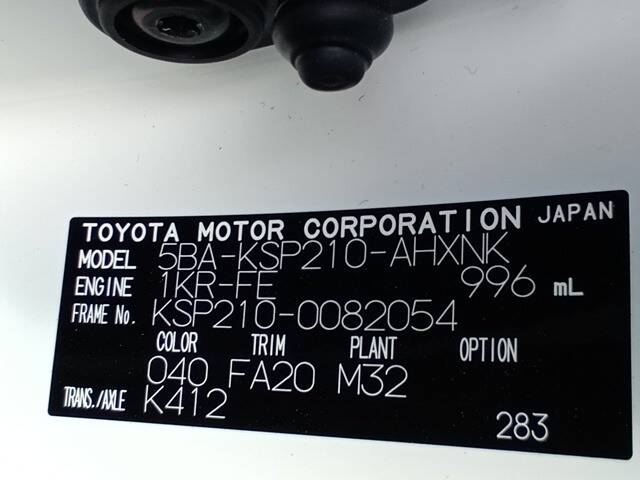 TOYOTA MOTOR CORPORATION JAPAN
MODEL 5BA-KSP210-AHXNK
ENGINE 1KR-FE 996 mL
FRAME No. KSP210-0082054
COLOR TRIM PLANT OPTION
040 FA20 M32
TRANS./AXLE K412
283